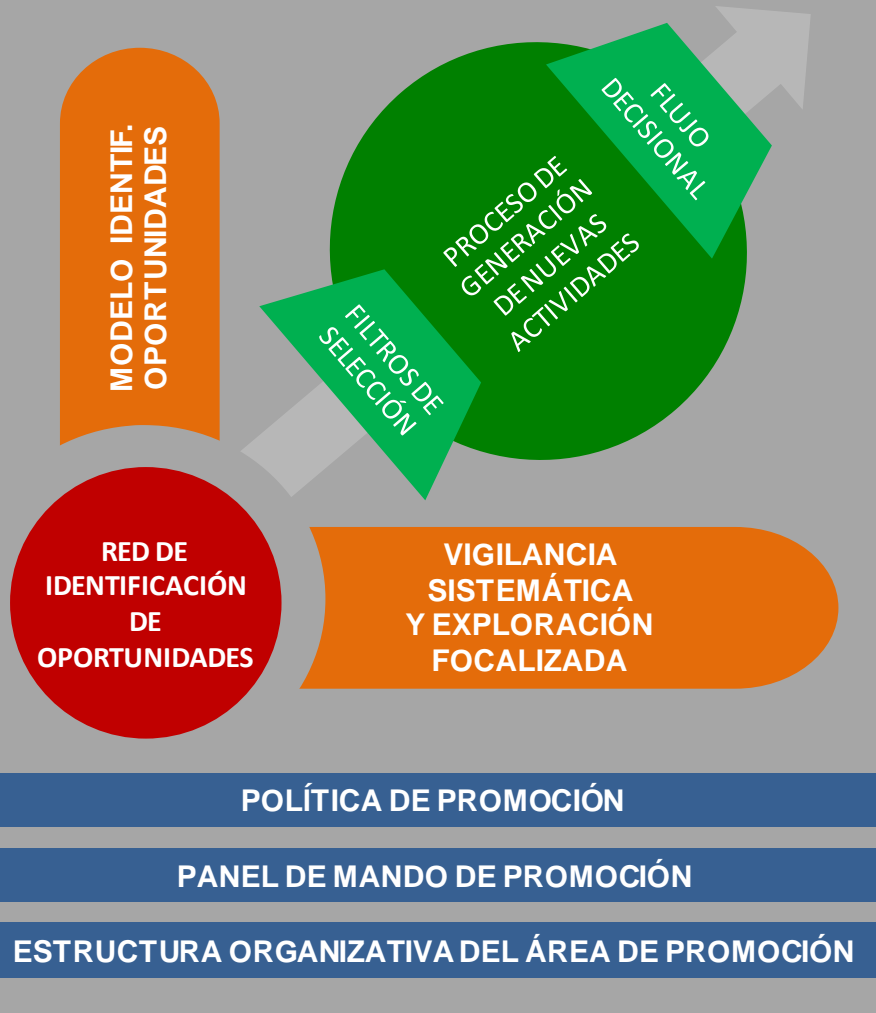 MODELO IDENTIF.
OPORTUNIDADES
FLUJO
DECISIONAL
PROCESO DE
GENERACIÓN
DE NUEVAS
ACTIVIDADES
FILTROS DE
SELECCIÓN
RED DE
IDENTIFICACIÓN
DE
OPORTUNIDADES
VIGILANCIA
SISTEMÁTICA
Y EXPLORACIÓN
FOCALIZADA
POLÍTICA DE PROMOCIÓN
PANEL DE MANDO DE PROMOCIÓN
ESTRUCTURA ORGANIZATIVA DEL ÁREA DE PROMOCIÓN